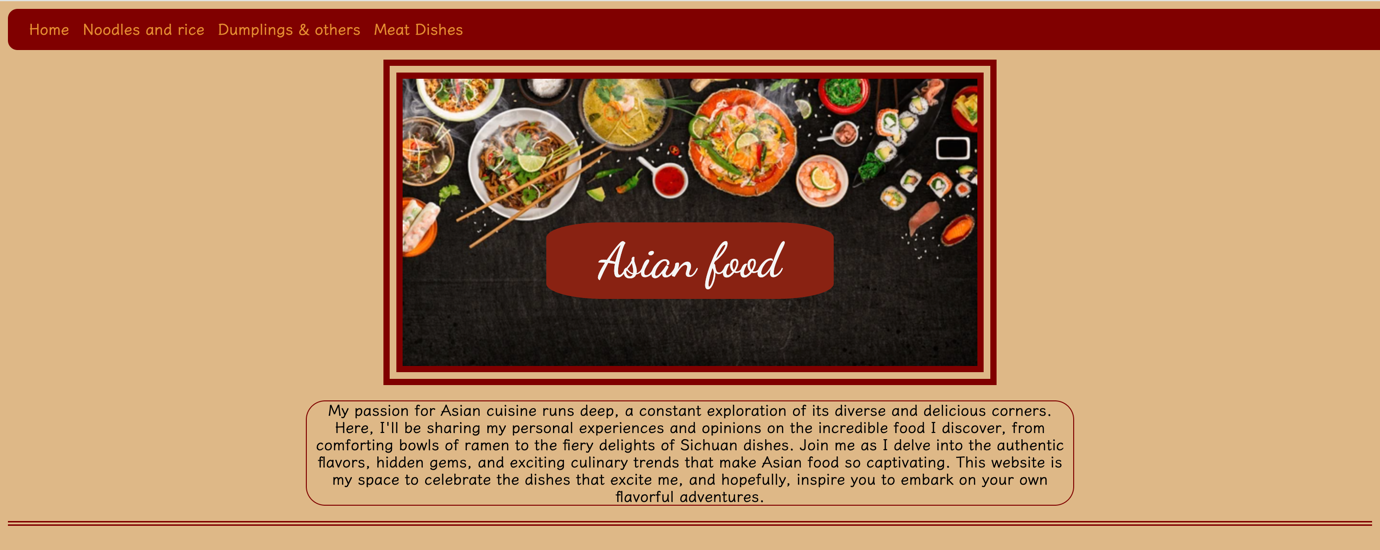 Home Noodles and rice Dumplings & others Meat Dishes
Asian food
My passion for Asian cuisine runs deep, a constant exploration of its diverse and delicious corners.
Here, I'll be sharing my personal experiences and opinions on the incredible food I discover, from
comforting bowls of ramen to the fiery delights of Sichuan dishes. Join me as I delve into the authentic
flavors, hidden gems, and exciting culinary trends that make Asian food so captivating. This website is
my space to celebrate the dishes that excite me, and hopefully, inspire you to embark on your own
flavorful adventures.